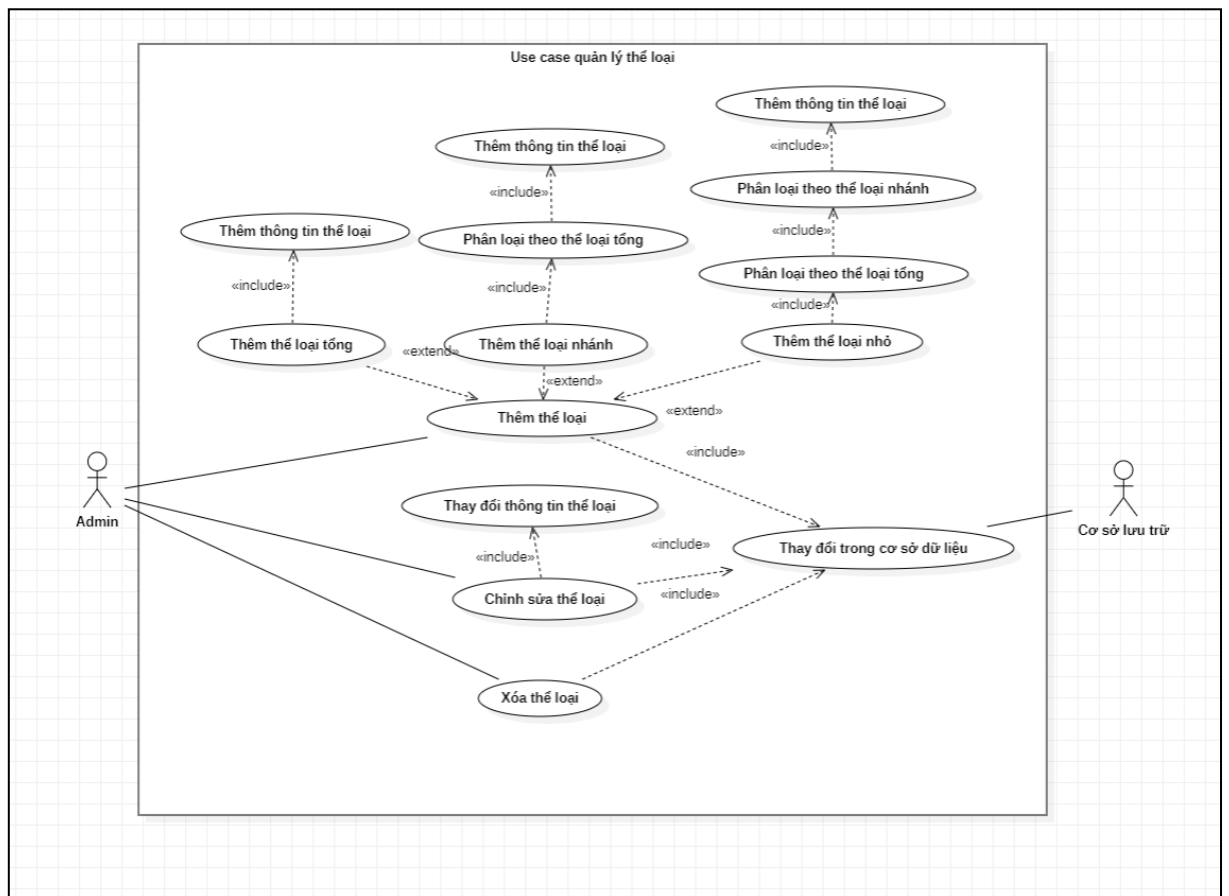 Use case quản lý thể loại
Thêm thông tin thể loại
«include»
Thêm thông tin thể loại
«include»
Phân loại theo thể loại nhánh
Thêm thông tin thể loại
«include»
Phân loại theo thể loại tổng
«include»
Phân loại theo thể loại tổng
«include»
«include»
«include»
Thêm thể loại tổng
Thêm thể loại nhánh
Thêm thể loại nhỏ
«extend»
«extend»
«extend»
Thêm thể loại
«include»
Admin
Thay đổi thông tin thể loại
Cơ sở lưu trữ
«include»
«include»
Thay đổi trong cơ sở dữ liệu
«include»
Chỉnh sửa thể loại
Xóa thể loại